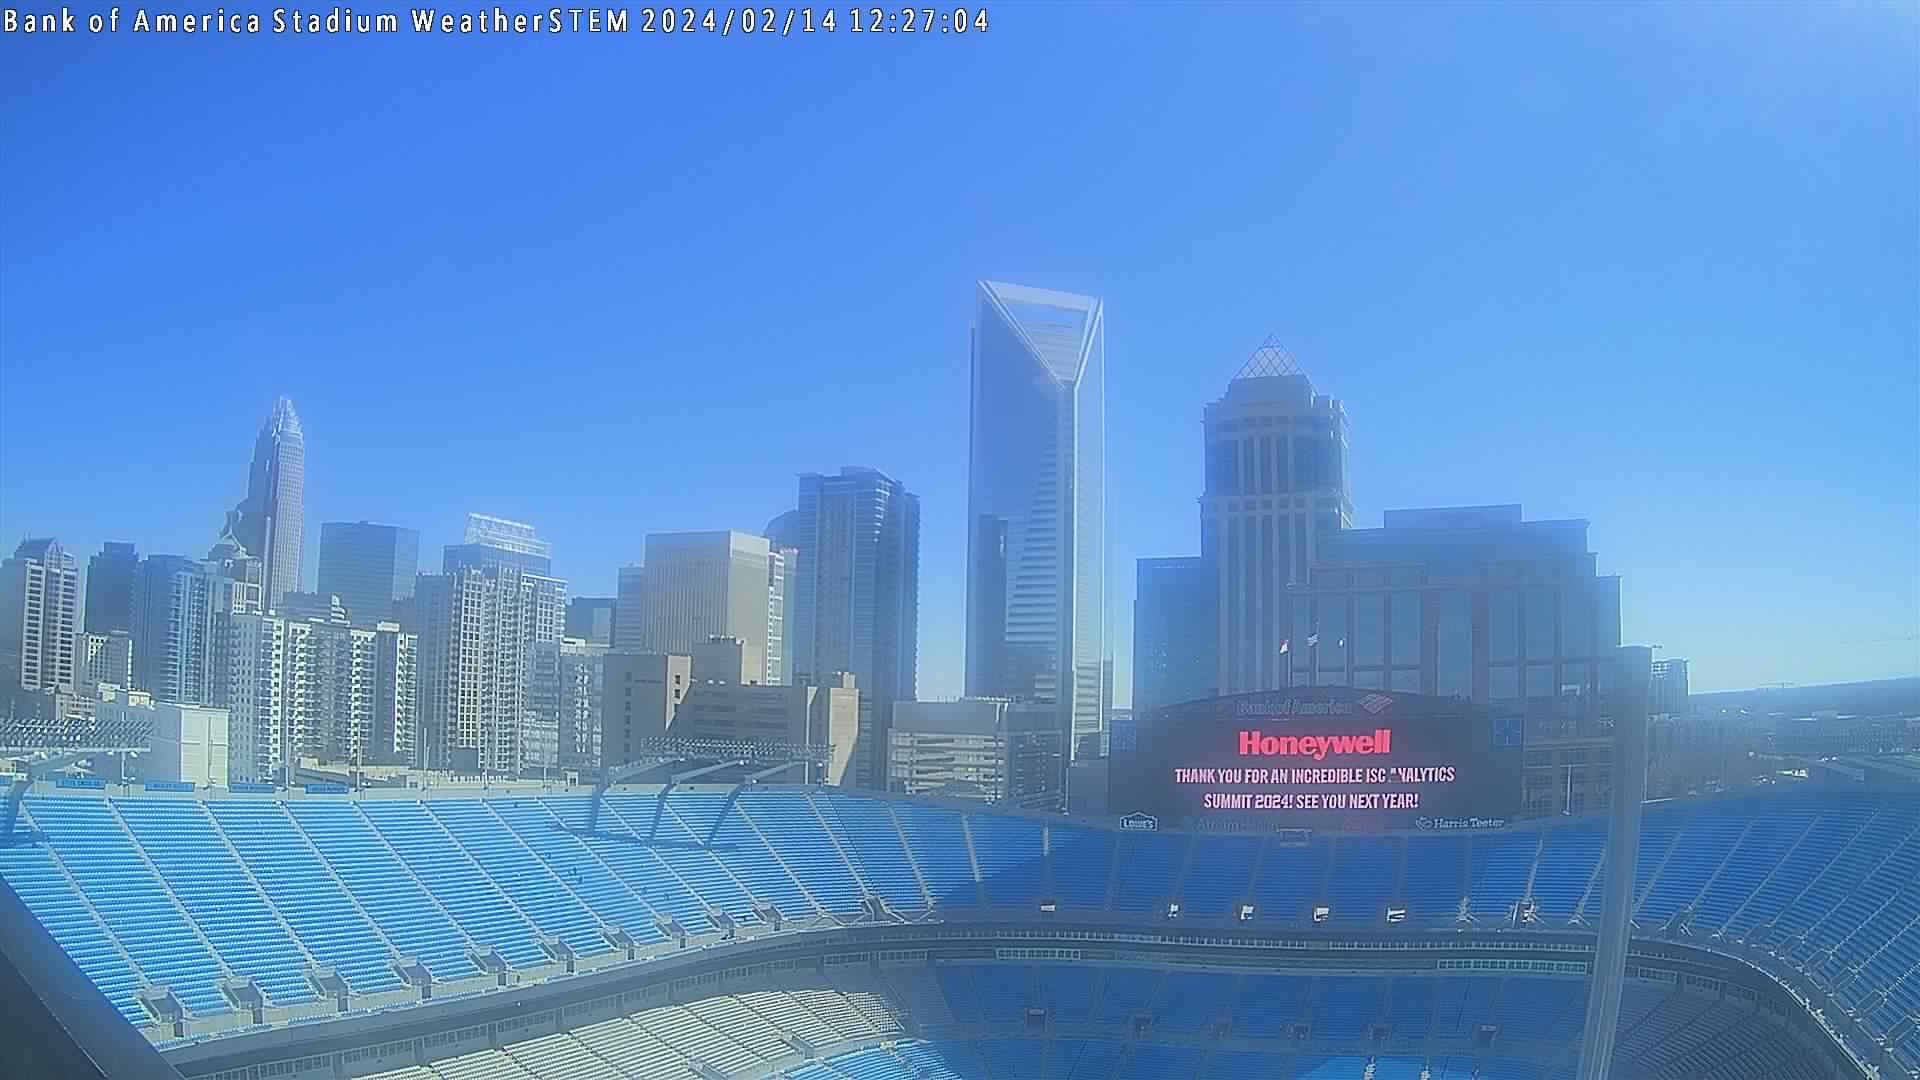 Bank of America Stadium WeatherSTEM 2024/02/14 12:27:04
Bank of America
Honeywell
THANK YOU FOR AN INCREDIBLE ISC ANALYTICS
SUMMIT 2024! SEE YOU NEXT YEAR!
LOWE'S
Harris Teeter